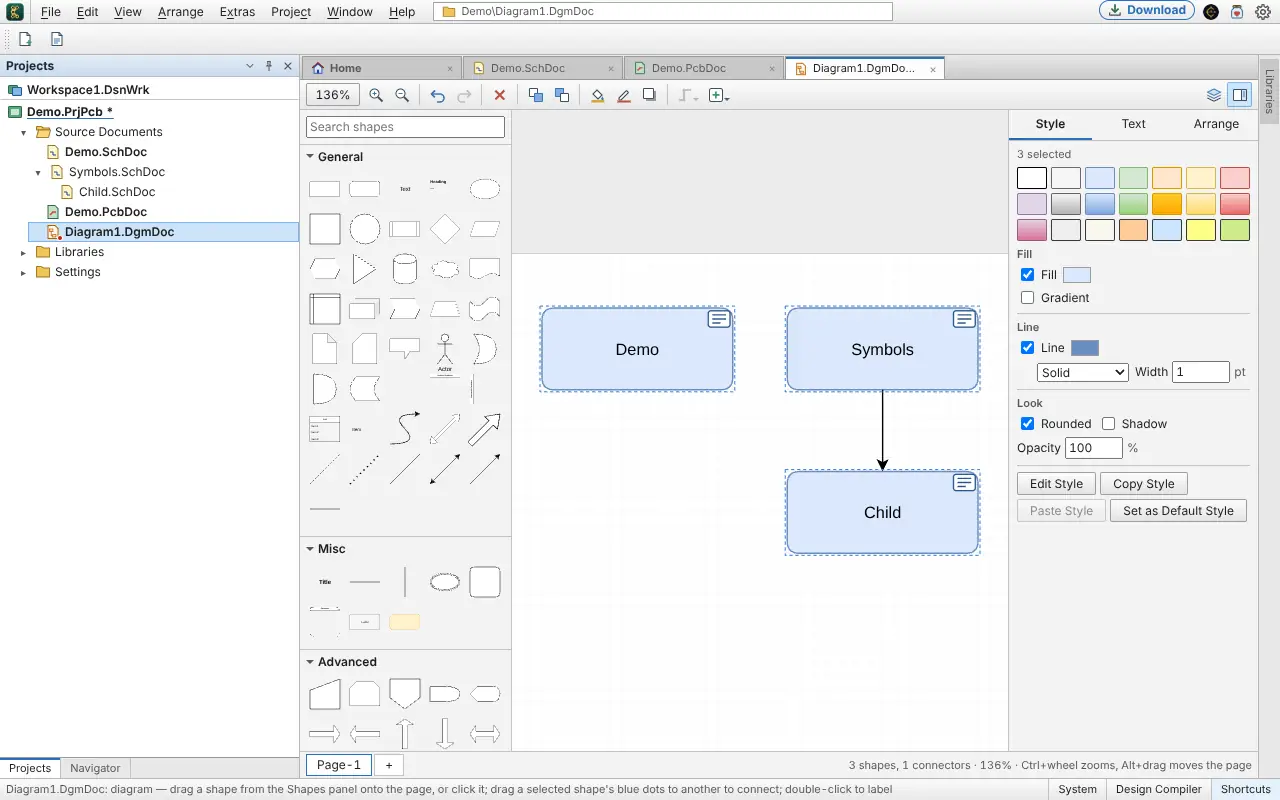 File Edit View Arrange Extras Project Window Help
Demo\Diagram1.DgmDoc
Download
Projects
Workspace1.DsnWrk
Demo.PrjPcb *
Source Documents
Demo.SchDoc
Symbols.SchDoc
Child.SchDoc
Demo.PcbDoc
Diagram1.DgmDoc
Libraries
Settings
Projects Navigator
Home
Demo.SchDoc
Demo.PcbDoc
Diagram1.DgmDo...
136%
Search shapes
General
Text
Heading
Actor
Misc
Title
Advanced
Demo
Symbols
Child
Page-1 +
3 shapes, 1 connectors · 136% · Ctrl+wheel zooms, Alt+drag moves the page
Style Text Arrange
3 selected
Fill
Fill
Gradient
Line
Line
Solid Width 1 pt
Look
Rounded Shadow
Opacity 100 %
Edit Style Copy Style
Paste Style Set as Default Style
Libraries
Diagram1.DgmDoc: diagram — drag a shape from the Shapes panel onto the page, or click it; drag a selected shape's blue dots to another to connect; double-click to label
System Design Compiler Shortcuts